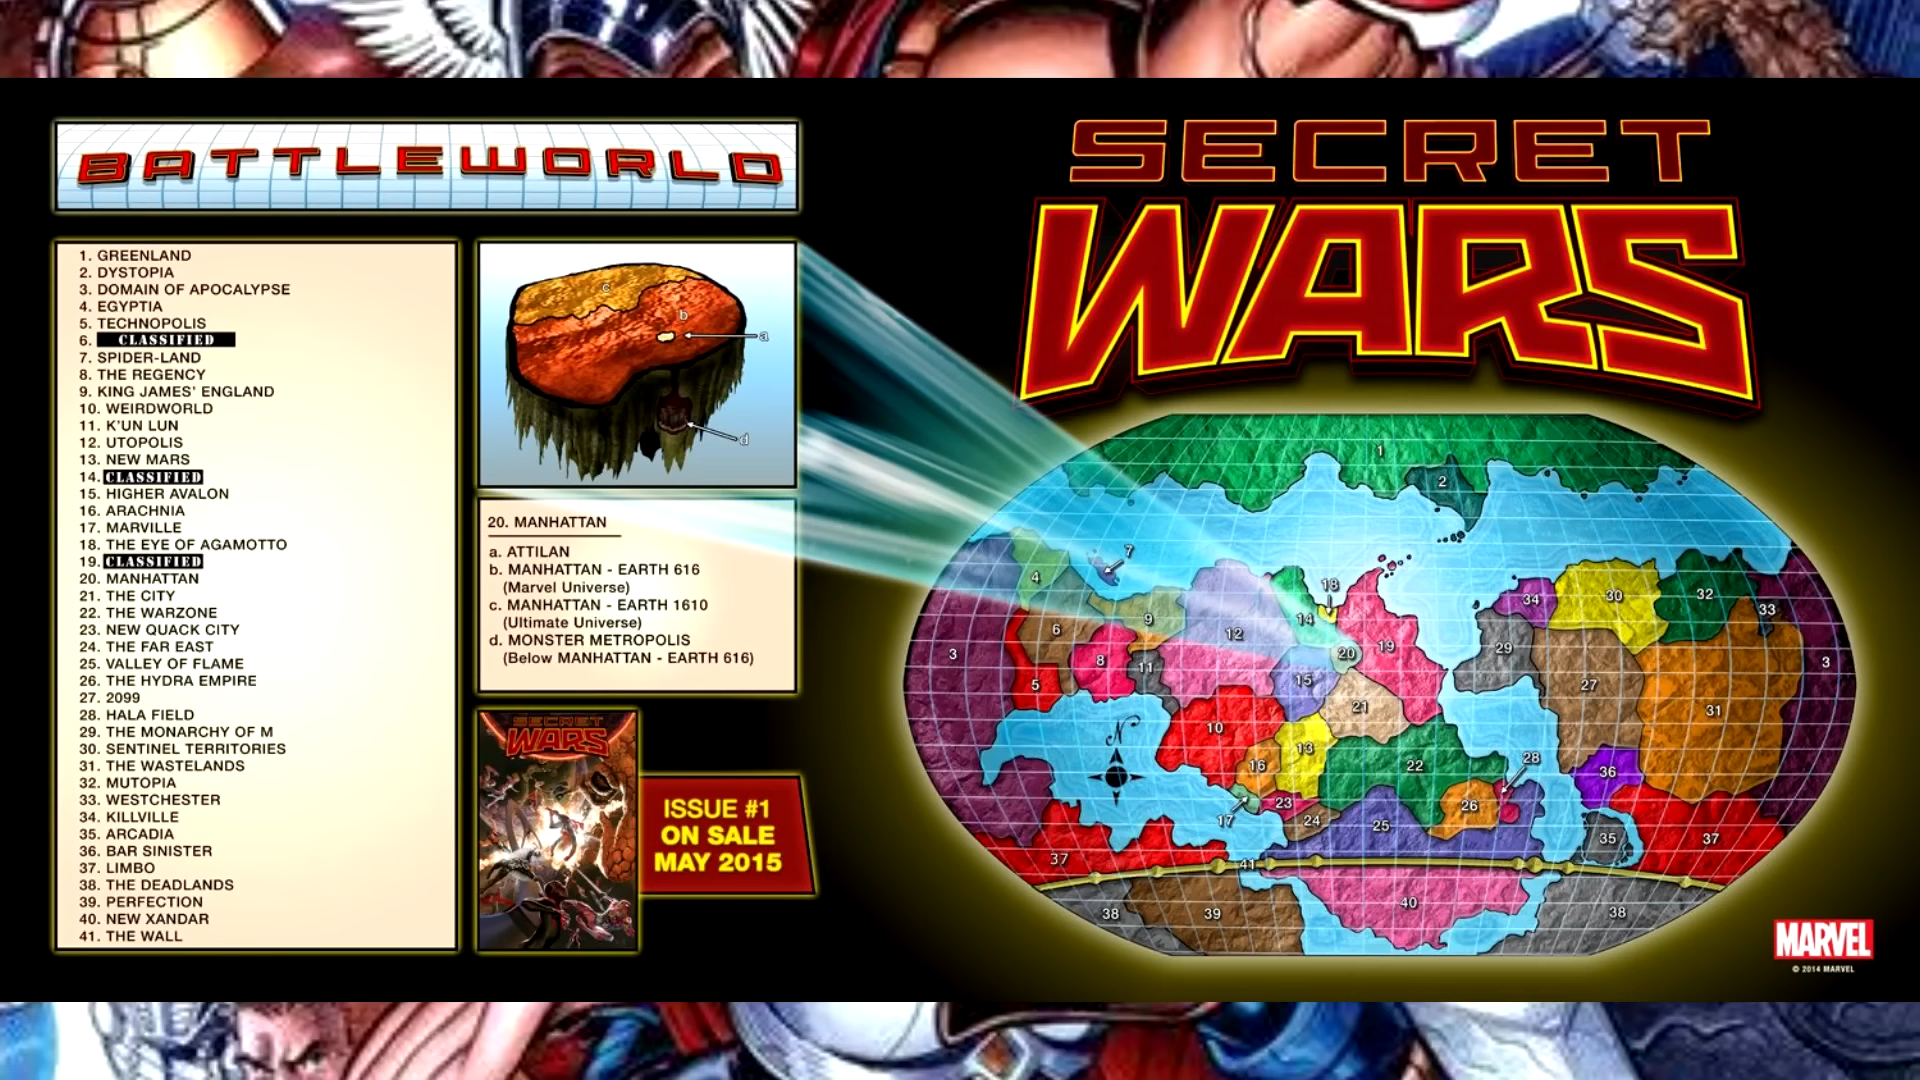 BATTLEWORLD
1. GREENLAND
2. DYSTOPIA
3. DOMAIN OF APOCALYPSE
4. EGYPTIA
5. TECHNOPOLIS
6. CLASSIFIED
7. SPIDER-LAND
8. THE REGENCY
9. KING JAMES' ENGLAND
10. WEIRDWORLD
11. K'UN LUN
12. UTOPOLIS
13. NEW MARS
14. CLASSIFIED
15. HIGHER AVALON
16. ARACHNIA
17. MARVILLE
18. THE EYE OF AGAMOTTO
19. CLASSIFIED
20. MANHATTAN
21. THE CITY
22. THE WARZONE
23. NEW QUACK CITY
24. THE FAR EAST
25. VALLEY OF FLAME
26. THE HYDRA EMPIRE
27. 2099
28. HALA FIELD
29. THE MONARCHY OF M
30. SENTINEL TERRITORIES
31. THE WASTELANDS
32. MUTOPIA
33. WESTCHESTER
34. KILLVILLE
35. ARCADIA
36. BAR SINISTER
37. LIMBO
38. THE DEADLANDS
39. PERFECTION
40. NEW XANDAR
41. THE WALL
c
b
a
d
20. MANHATTAN
a. ATTILAN
b. MANHATTAN - EARTH 616
(Marvel Universe)
c. MANHATTAN - EARTH 1610
(Ultimate Universe)
d. MONSTER METROPOLIS
(Below MANHATTAN - EARTH 616)
SECRET
WARS
ISSUE #1
ON SALE
MAY 2015
SECRET
WARS
1
2
7
4
18
34
30
32
33
3
6
9
14
12
19
20
29
3
8
11
5
15
27
21
31
10
13
16
22
28
36
17
23
24
25
26
35
37
37
41
N
38
39
40
38
MARVEL
© 2014 MARVEL